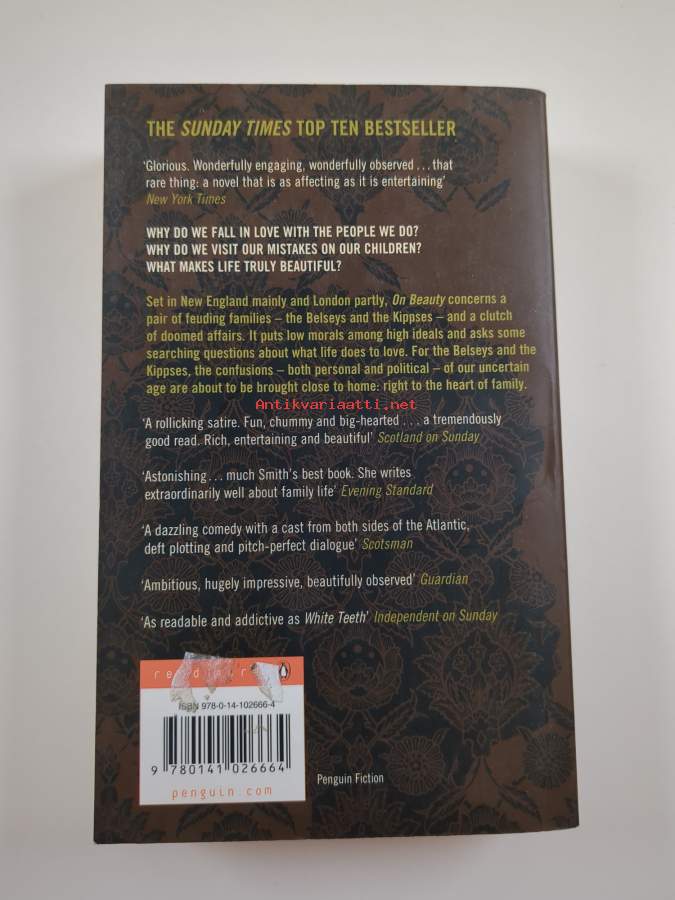 THE SUNDAY TIMES TOP TEN BESTSELLER
‘Glorious. Wonderfully engaging, wonderfully observed . . . that
rare thing: a novel that is as affecting as it is entertaining’
New York Times
WHY DO WE FALL IN LOVE WITH THE PEOPLE WE DO?
WHY DO WE VISIT OUR MISTAKES ON OUR CHILDREN?
WHAT MAKES LIFE TRULY BEAUTIFUL?
Set in New England mainly and London partly, On Beauty concerns a
pair of feuding families – the Belseys and the Kippses – and a clutch
of doomed affairs. It puts low morals among high ideals and asks some
searching questions about what life does to love. For the Belseys and the
Kippses, the confusions – both personal and political – of our uncertain
age are about to be brought close to home: right to the heart of family.
Antikvariaatti.net
‘A rollicking satire. Fun, chummy and big-hearted . . . a tremendously
good read. Rich, entertaining and beautiful’ Scotland on Sunday
‘Astonishing . . . much Smith’s best book. She writes
extraordinarily well about family life’ Evening Standard
‘A dazzling comedy with a cast from both sides of the Atlantic,
deft plotting and pitch-perfect dialogue’ Scotsman
‘Ambitious, hugely impressive, beautifully observed’ Guardian
‘As readable and addictive as White Teeth’ Independent on Sunday
ISBN 978-0-14-102666-4
9 780141 026664
penguin.com
Penguin Fiction